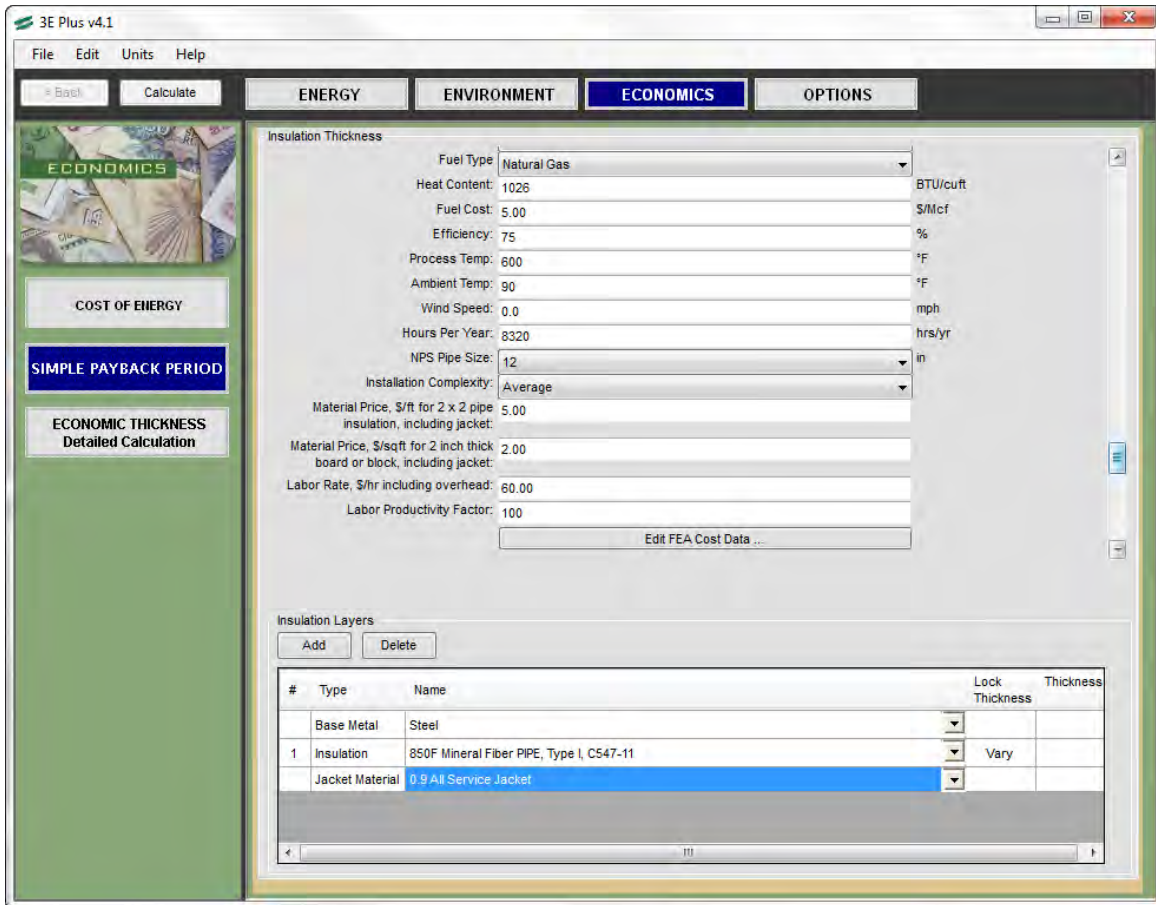 3E Plus v4.1
File Edit Units Help
< Back Calculate ENERGY ENVIRONMENT ECONOMICS OPTIONS
ECONOMICS
COST OF ENERGY
SIMPLE PAYBACK PERIOD
ECONOMIC THICKNESS
Detailed Calculation
Insulation Thickness
Fuel Type Natural Gas
Heat Content: 1026 BTU/cuft
Fuel Cost: 5.00 $/Mcf
Efficiency: 75 %
Process Temp: 600 °F
Ambient Temp: 90 °F
Wind Speed: 0.0 mph
Hours Per Year: 8320 hrs/yr
NPS Pipe Size: 12 in
Installation Complexity: Average
Material Price, $/ft for 2 x 2 pipe 5.00
insulation, including jacket:
Material Price, $/sqft for 2 inch thick 2.00
board or block, including jacket:
Labor Rate, $/hr including overhead: 60.00
Labor Productivity Factor: 100
Edit FEA Cost Data ...
Insulation Layers
Add Delete
# Type Name Lock Thickness Thickness
Base Metal Steel
1 Insulation 850F Mineral Fiber PIPE, Type I, C547-11 Vary
Jacket Material 0.9 All Service Jacket